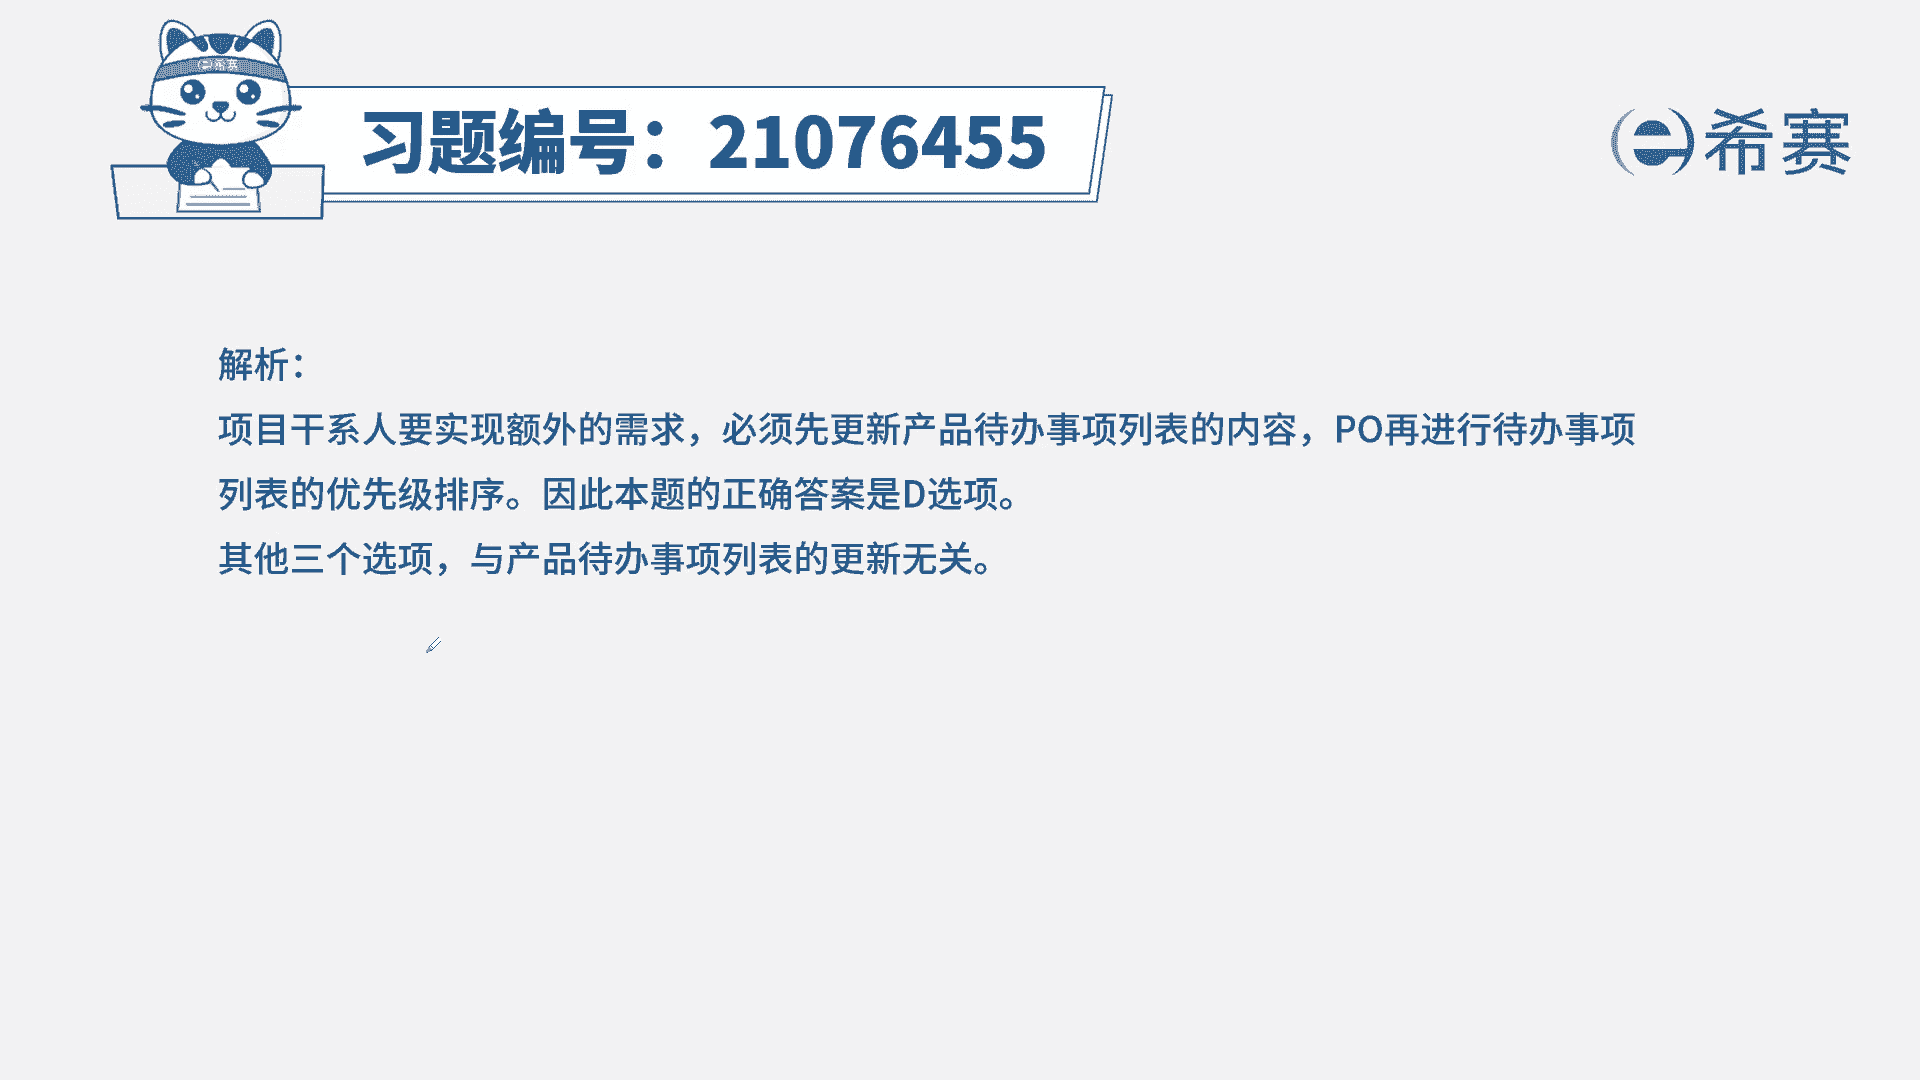 希赛
习题编号：21076455
希赛
解析：
项目干系人要实现额外的需求，必须先更新产品待办事项列表的内容，PO再进行待办事项
列表的优先级排序。因此本题的正确答案是D选项。
其他三个选项，与产品待办事项列表的更新无关。